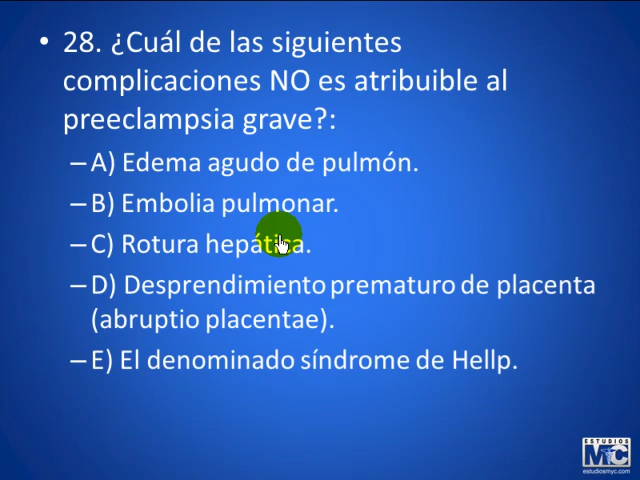 • 28. ¿Cuál de las siguientes
complicaciones NO es atribuible al
preeclampsia grave?:
– A) Edema agudo de pulmón.
– B) Embolia pulmonar.
– C) Rotura hepática.
– D) Desprendimiento prematuro de placenta
(abruptio placentae).
– E) El denominado síndrome de Hellp.
ESTUDIOS
MYC
estudiosmyc.com